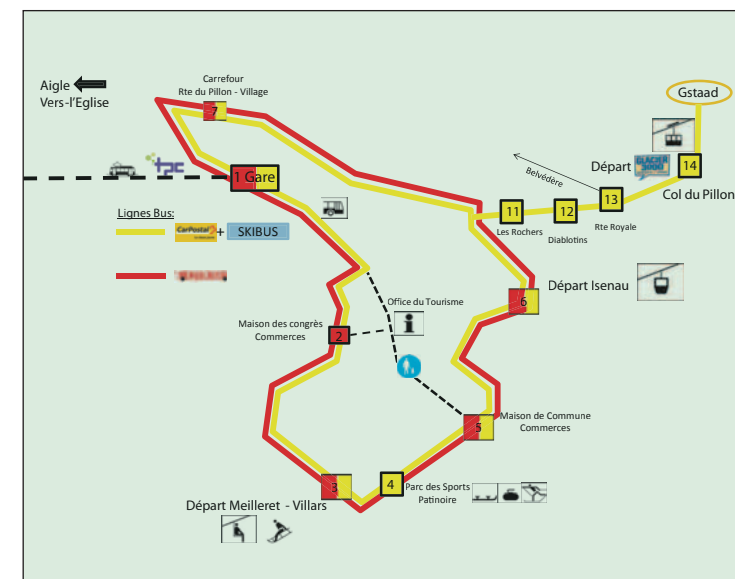 Carrefour
Rte du Pillon - Village
Aigle
Vers-l'Eglise
7
Gstaad
tpc
1 Gare
Départ
GLACIER
3000
14
Col du Pillon
Belvédère
13
Rte Royale
12
Diablotins
11
Les Rochers
Lignes Bus:
CarPostal
+
SKIBUS
Départ Isenau
6
Office du Tourisme
i
Maison des congrès
Commerces
2
Maison de Commune
Commerces
5
3
4
Parc des Sports
Patinoire
Départ Meilleret - Villars